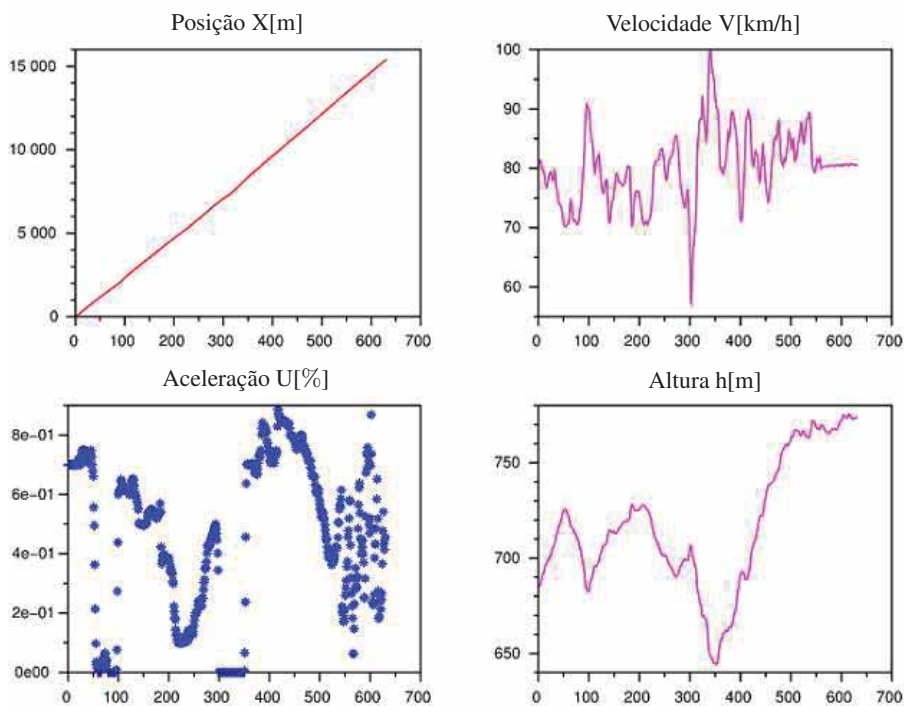 Posição X[m]
15 000
10 000
5 000
0
0 100 200 300 400 500 600 700
Velocidade V[km/h]
100
90
80
70
60
0 100 200 300 400 500 600 700
Aceleração U[%]
8e-01
6e-01
4e-01
2e-01
0e00
0 100 200 300 400 500 600 700
Altura h[m]
750
700
650
0 100 200 300 400 500 600 700